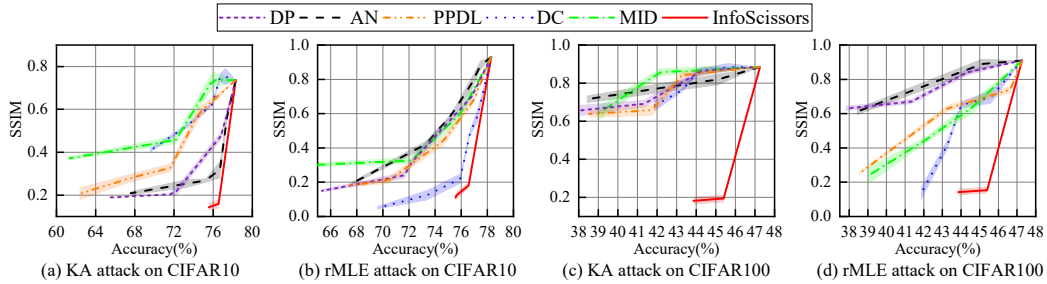 DP AN PPDL DC MID InfoScissors
SSIM
0.8
0.6
0.4
0.2
60 64 68 72 76 80
Accuracy(%)
(a) KA attack on CIFAR10
SSIM
1.0
0.8
0.6
0.4
0.2
0.0
66 68 70 72 74 76 78 80
Accuracy(%)
(b) rMLE attack on CIFAR10
SSIM
1.0
0.8
0.6
0.4
0.2
38 39 40 41 42 43 44 45 46 47 48
Accuracy(%)
(c) KA attack on CIFAR100
SSIM
1.0
0.8
0.6
0.4
0.2
0.0
38 39 40 41 42 43 44 45 46 47 48
Accuracy(%)
(d) rMLE attack on CIFAR100